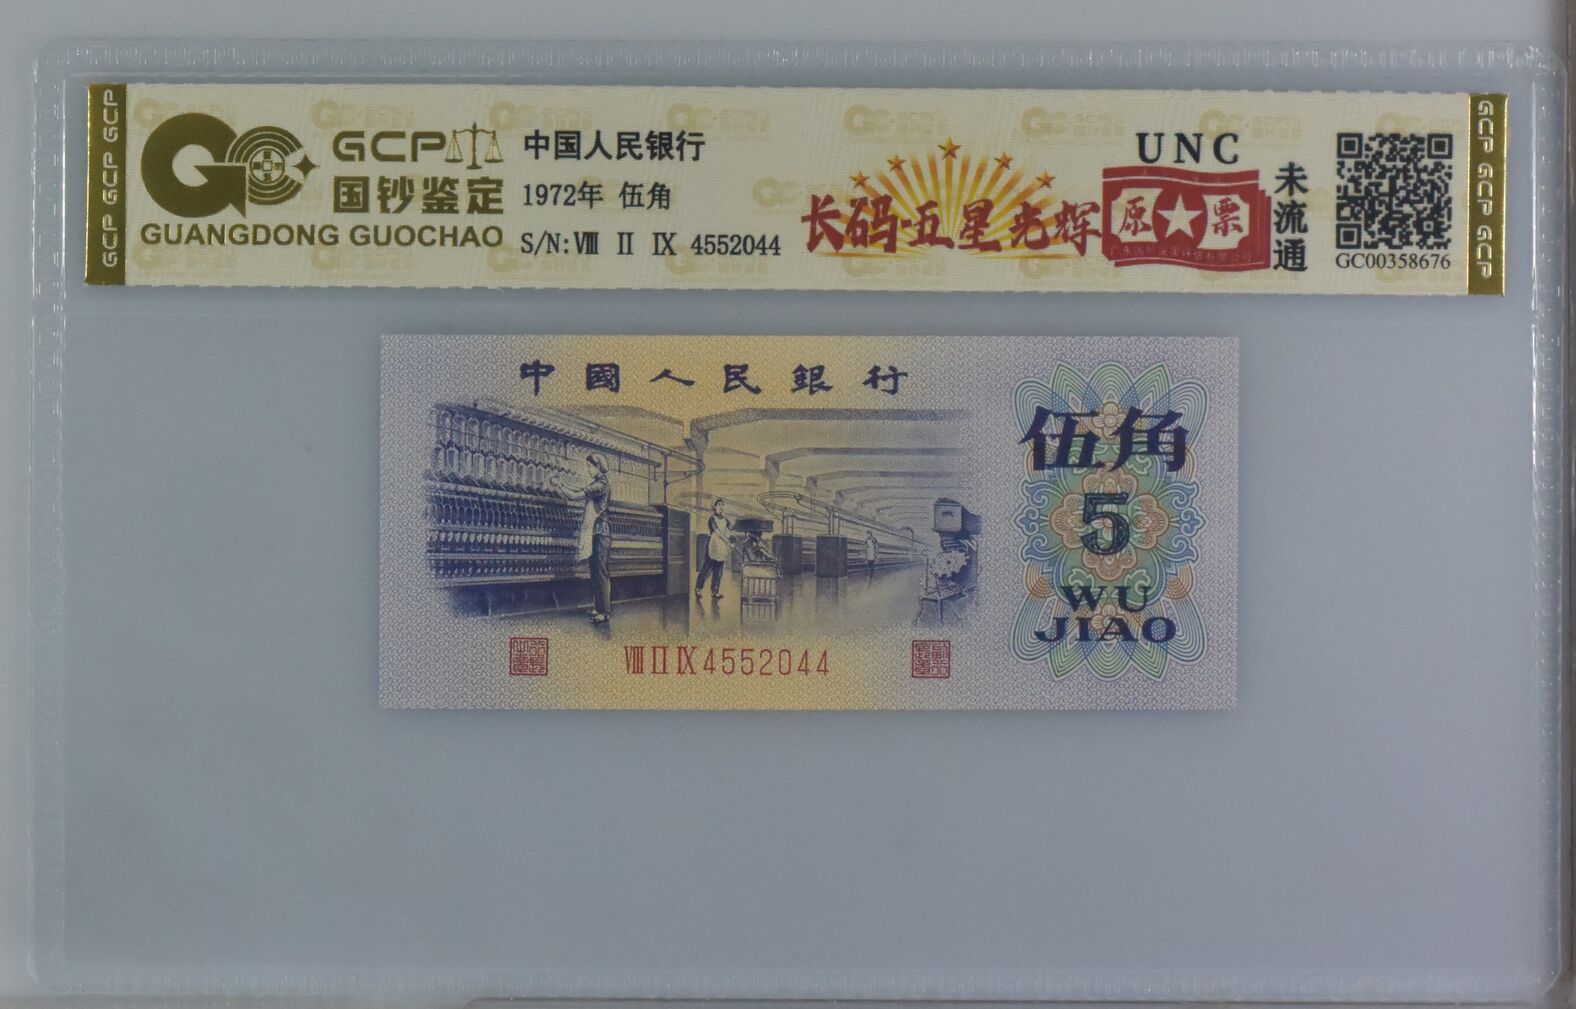 GCP GCP GCP
GCP
国钞鉴定
GUANGDONG GUOCHAO
中国人民银行
1972年 伍角
S/N:Ⅷ Ⅱ Ⅸ 4552044
长码·五星光辉
UNC
原票
未流通
GC00358676
GCP GCP GCP
中國人民銀行
伍角
5
WU
JIAO
ⅧⅡⅨ4552044